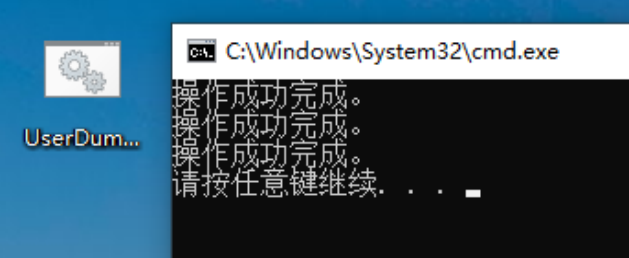 C:\Windows\System32\cmd.exe
操作成功完成。
操作成功完成。
操作成功完成。
请按任意键继续. . .
UserDum...